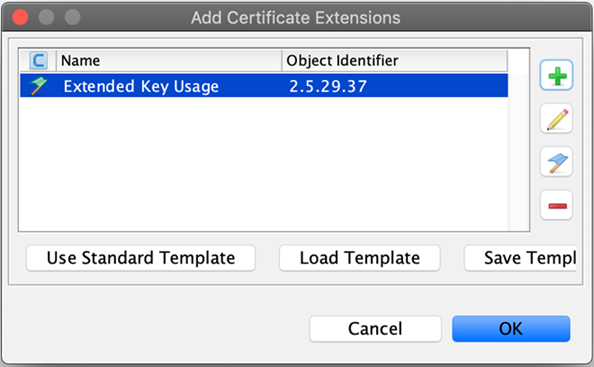 Add Certificate Extensions
C Name Object Identifier
Extended Key Usage 2.5.29.37
Use Standard Template Load Template Save Templ
Cancel OK